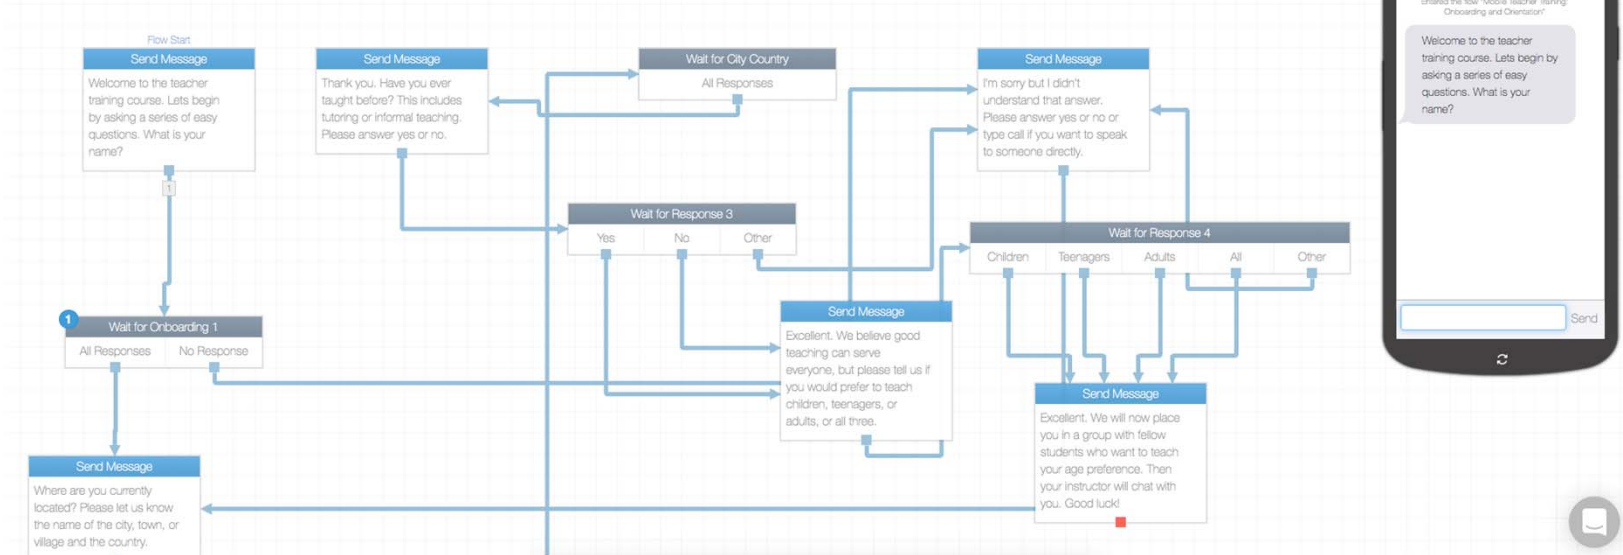 Flow Start
Send Message
Welcome to the teacher
training course. Lets begin
by asking a series of easy
questions. What is your
name?
1
1
Wait for Onboarding 1
All Responses
No Response
Send Message
Where are you currently
located? Please let us know
the name of the city, town, or
village and the country.
Send Message
Thank you. Have you ever
taught before? This includes
tutoring or informal teaching.
Please answer yes or no.
Wait for City Country
All Responses
Wait for Response 3
Yes
No
Other
Send Message
Excellent. We believe good
teaching can serve
everyone, but please tell us if
you would prefer to teach
children, teenagers, or
adults, or all three.
Send Message
I'm sorry but I didn't
understand that answer.
Please answer yes or no or
type call if you want to speak
to someone directly.
Wait for Response 4
Children
Teenagers
Adults
All
Other
Send Message
Excellent. We will now place
you in a group with fellow
students who want to teach
your age preference. Then
your instructor will chat with
you. Good luck!
Entered the flow "Mobile Teacher Training:
Onboarding and Orientation"
Welcome to the teacher
training course. Lets begin by
asking a series of easy
questions. What is your
name?
Send